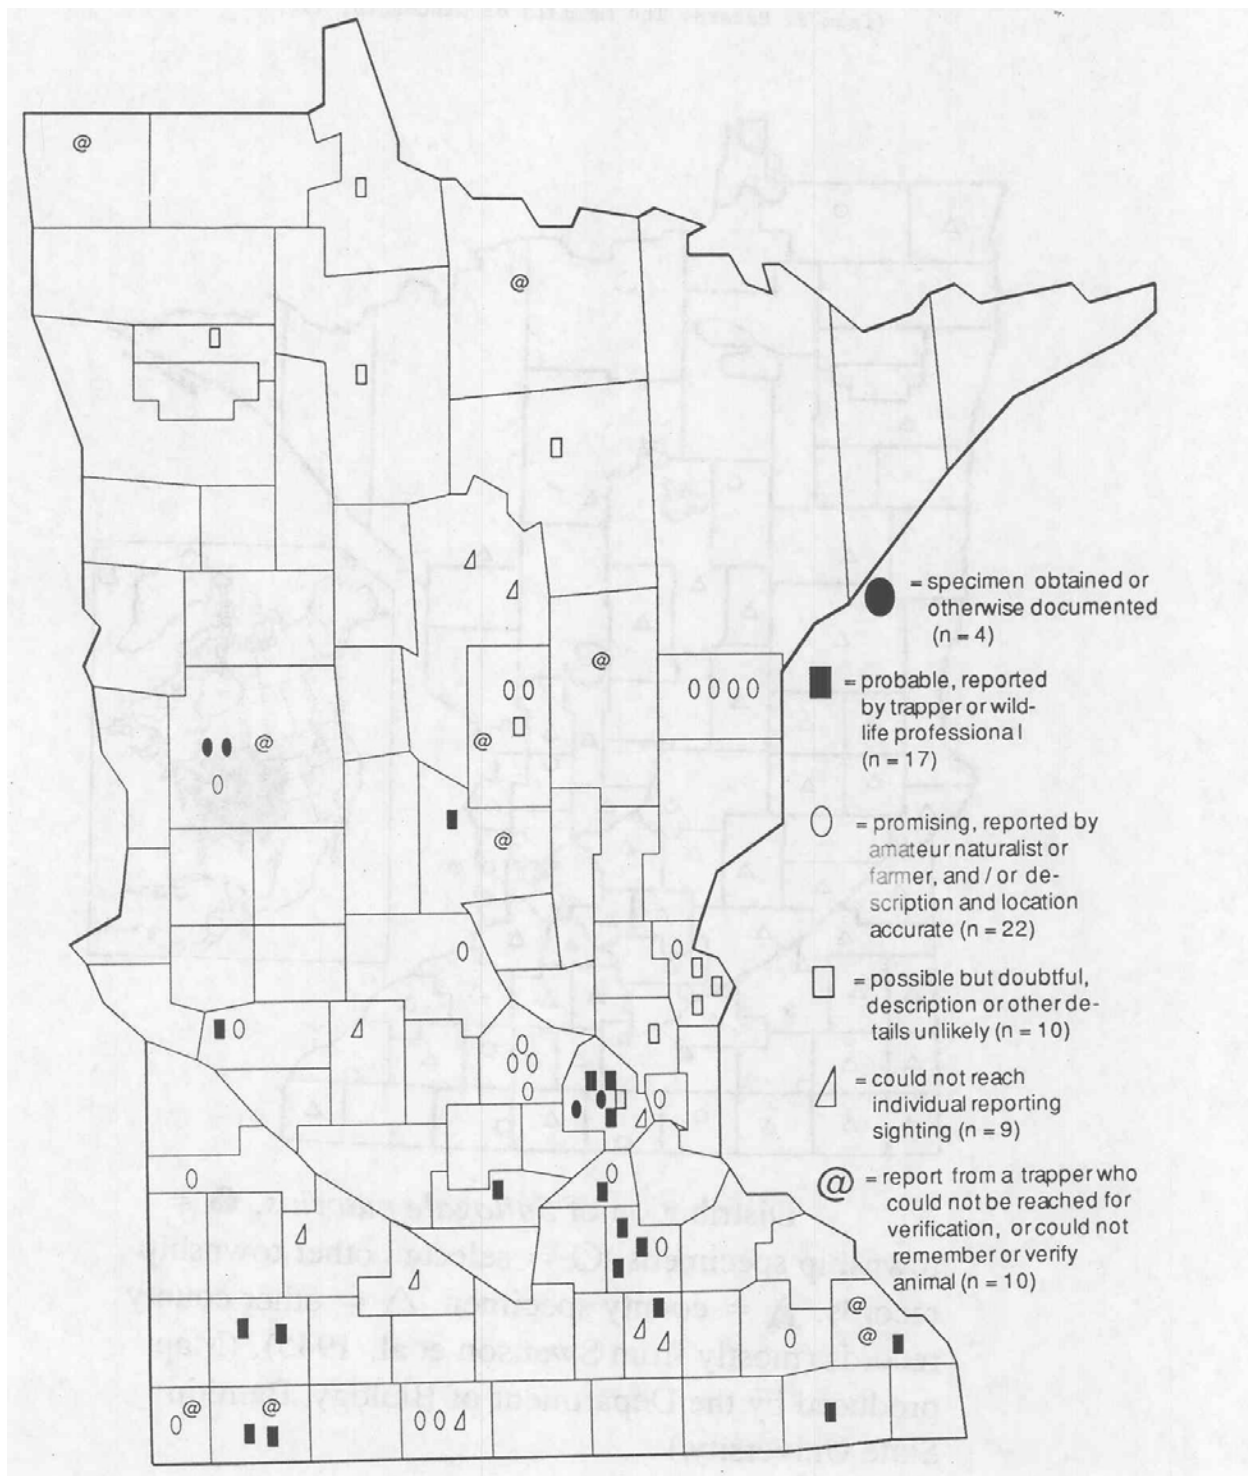 = specimen obtained or
otherwise documented
(n = 4)
= probable, reported
by trapper or wild-
life professional
(n = 17)
= promising, reported by
amateur naturalist or
farmer, and / or de-
scription and location
accurate (n = 22)
= possible but doubtful,
description or other de-
tails unlikely (n = 10)
= could not reach
individual reporting
sighting (n = 9)
@ = report from a trapper who
could not be reached for
verification, or could not
remember or verify
animal (n = 10)
@
@
@
@
@
@
@
@
@
@